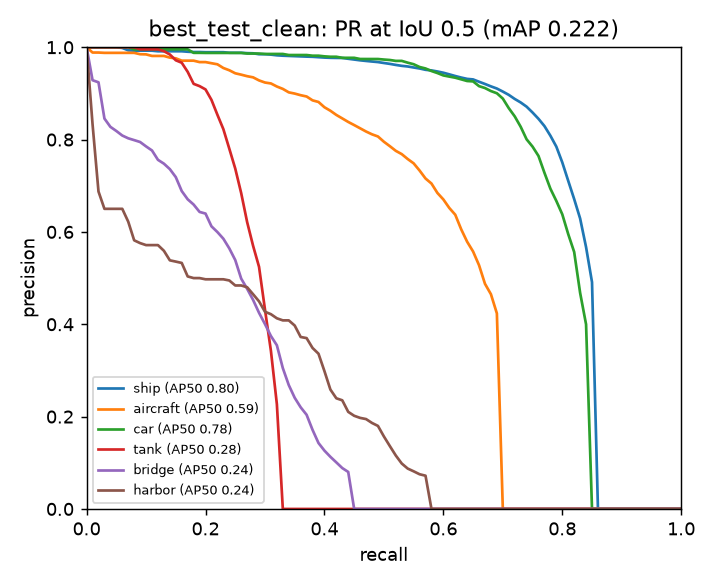 best_test_clean: PR at IoU 0.5 (mAP 0.222)
1.0
0.8
0.6
0.4
0.2
0.0
precision
ship (AP50 0.80)
aircraft (AP50 0.59)
car (AP50 0.78)
tank (AP50 0.28)
bridge (AP50 0.24)
harbor (AP50 0.24)
0.0 0.2 0.4 0.6 0.8 1.0
recall